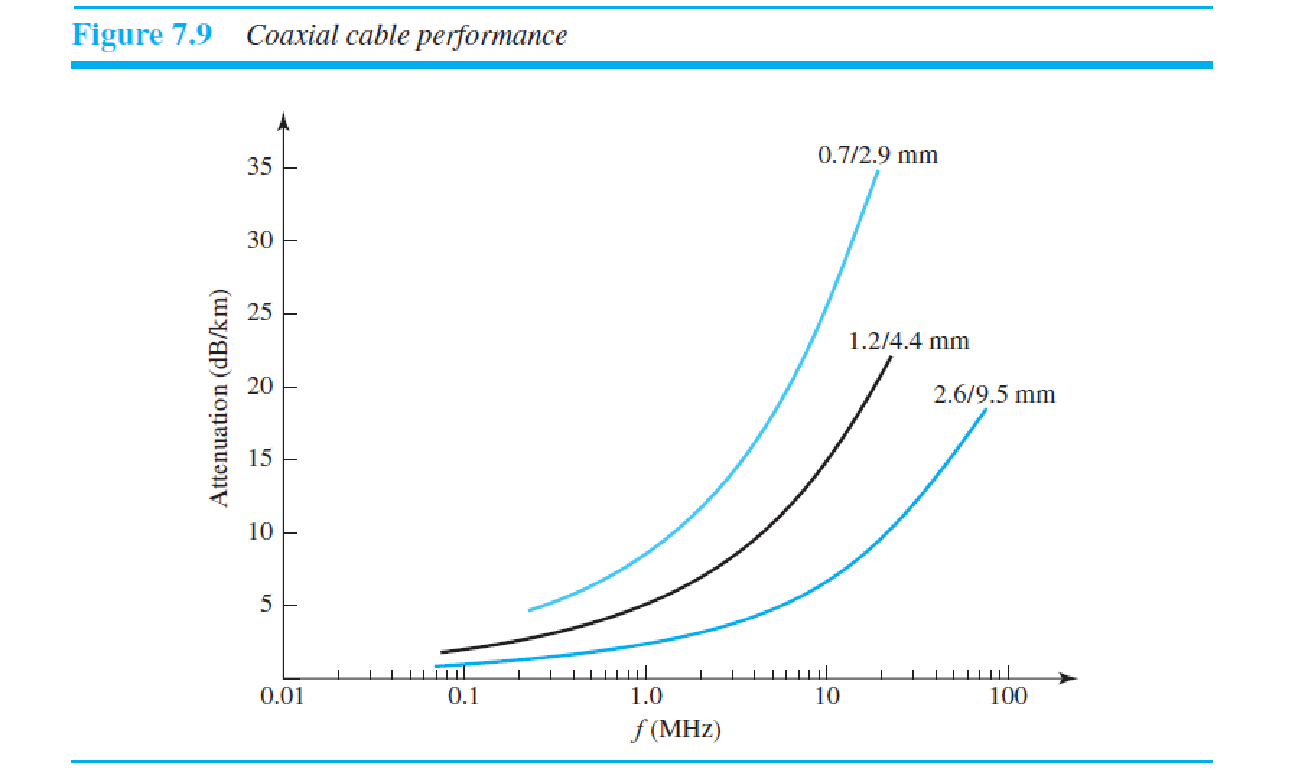 Figure 7.9 Coaxial cable performance
0.7/2.9 mm
35
30
25
1.2/4.4 mm
20
2.6/9.5 mm
15
10
5
Attenuation (dB/km)
0.01 0.1 1.0 10 100
f (MHz)